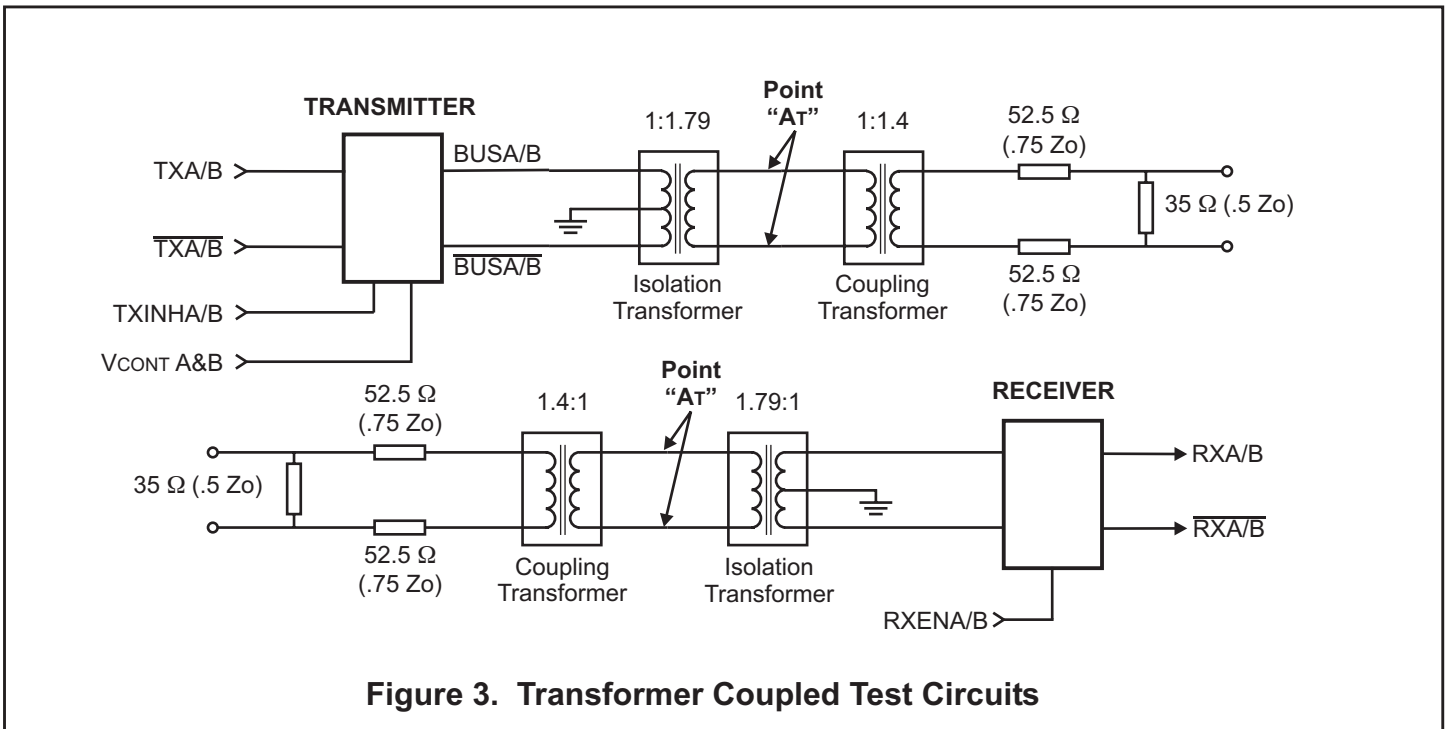 TRANSMITTER
TXA/B
T̅X̅A̅/̅B̅
TXINHA/B
VCONT A&B
BUSA/B
B̅U̅S̅A̅/̅B̅
1:1.79
Isolation
Transformer
Point
“AT”
1:1.4
Coupling
Transformer
52.5 Ω
(.75 Zo)
35 Ω (.5 Zo)
52.5 Ω
(.75 Zo)
52.5 Ω
(.75 Zo)
35 Ω (.5 Zo)
52.5 Ω
(.75 Zo)
1.4:1
Coupling
Transformer
Point
“AT”
1.79:1
Isolation
Transformer
RECEIVER
RXA/B
R̅X̅A̅/̅B̅
RXENA/B
Figure 3. Transformer Coupled Test Circuits